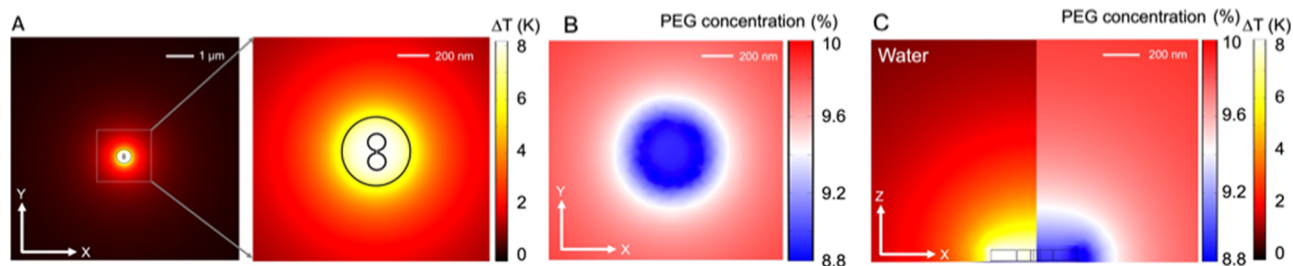 A
ΔT (K)
1 μm
200 nm
8
6
4
2
0
Y
X
B
PEG concentration (%)
200 nm
10
9.6
9.2
8.8
Y
X
C
PEG concentration (%) ΔT (K)
Water
200 nm
10
9.6
9.2
8.8
8
6
4
2
0
Z
X